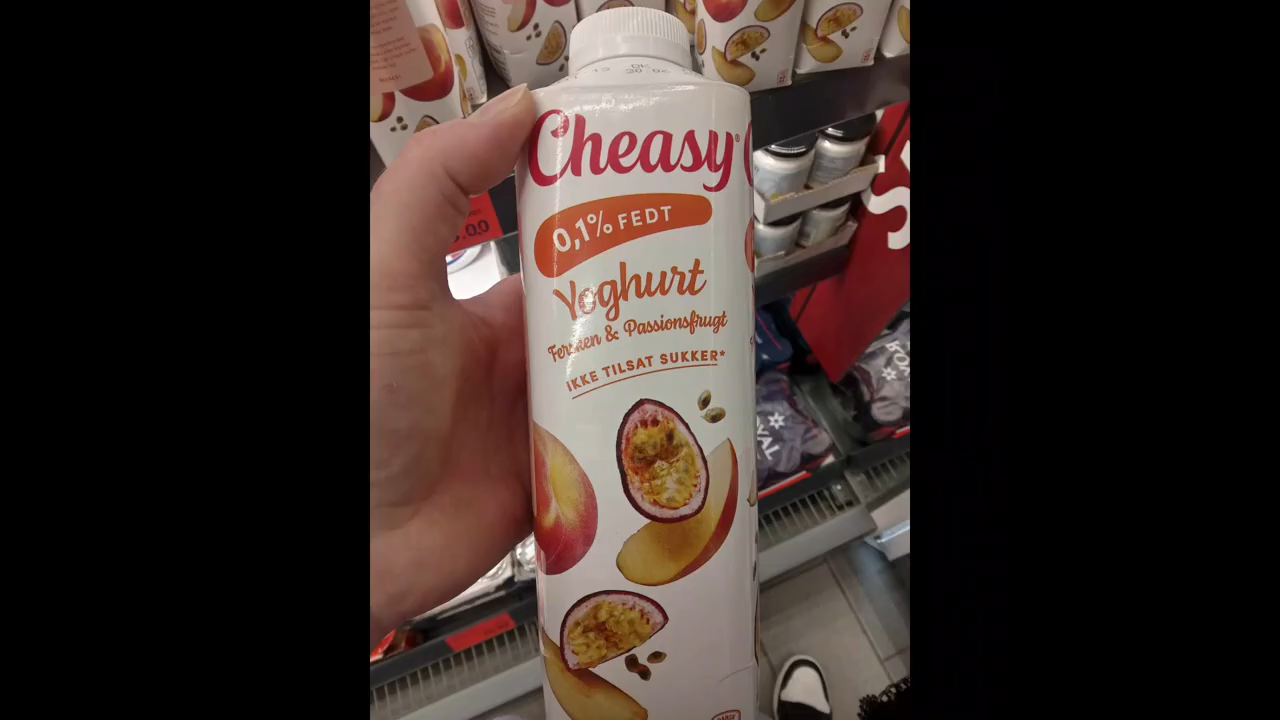 Cheasy®
0,1% FEDT
Yoghurt
Fersken & Passionsfrugt
IKKE TILSAT SUKKER*